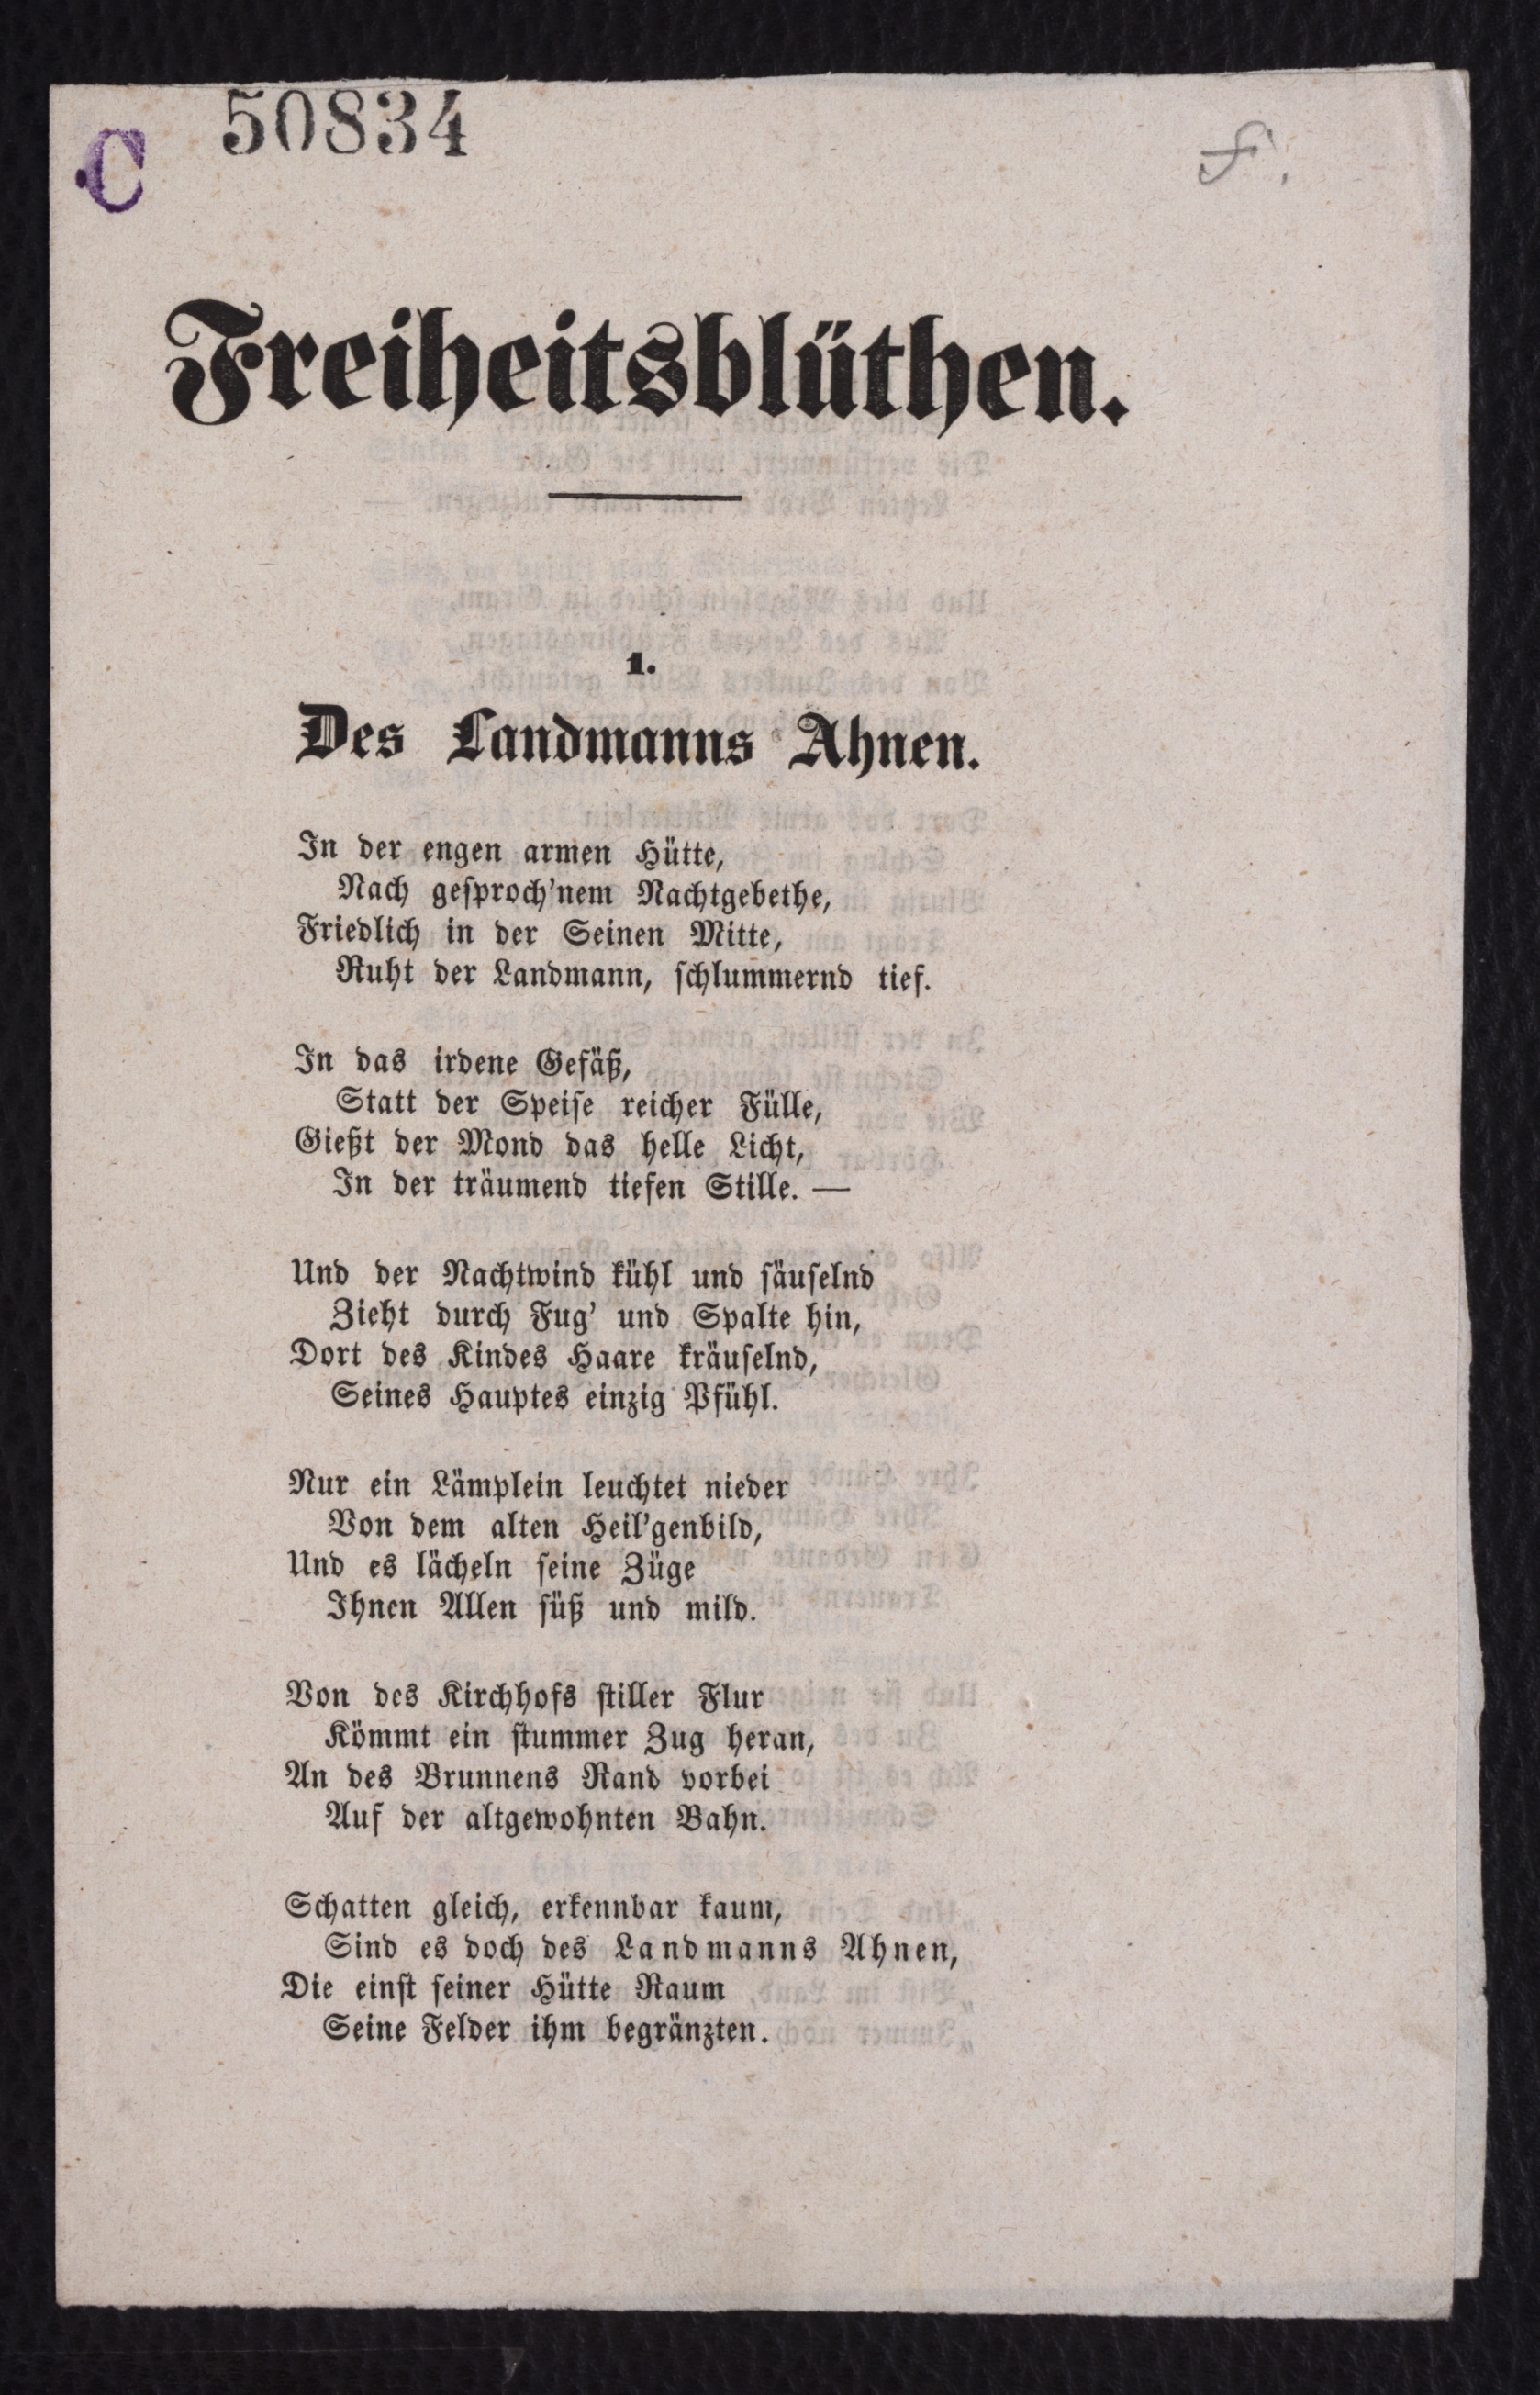 C 50834
f.
Freiheitsblüthen.
1.
Des Landmanns Ahnen.
In der engen armen Hütte,
Nach gesproch'nem Nachtgebethe,
Friedlich in der Seinen Mitte,
Ruht der Landmann, schlummernd tief.
In das irdene Gefäß,
Statt der Speise reicher Fülle,
Gießt der Mond das helle Licht,
In der träumend tiefen Stille. —
Und der Nachtwind kühl und säuselnd
Zieht durch Fug' und Spalte hin,
Dort des Kindes Haare kräuselnd,
Seines Hauptes einzig Pfühl.
Nur ein Lämplein leuchtet nieder
Von dem alten Heil'genbild,
Und es lächeln seine Züge
Ihnen Allen süß und mild.
Von des Kirchhofs stiller Flur
Kömmt ein stummer Zug heran,
An des Brunnens Rand vorbei
Auf der altgewohnten Bahn.
Schatten gleich, erkennbar kaum,
Sind es doch des Landmanns Ahnen,
Die einst seiner Hütte Raum
Seine Felder ihm begränzten.